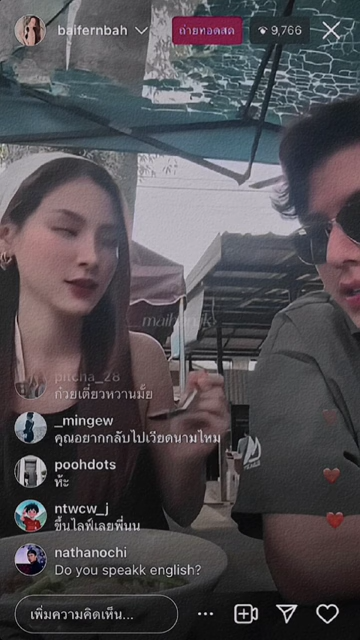 baifernbah
ถ่ายทอดสด
9,766
pitcha_28
ก๋วยเตี๋ยวหวานมั้ย
_mingew
คุณอยากกลับไปเวียดนามไหม
poohdots
ห้ะ
ntwcw_j
ขึ้นไลฟ์เลยพี่นน
nathanochi
Do you speakk english?
เพิ่มความคิดเห็น...